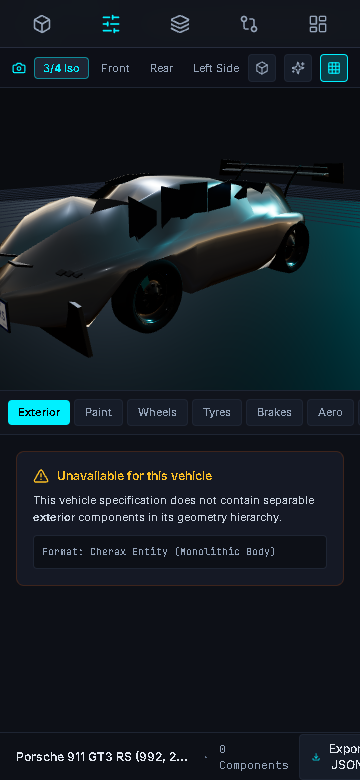 3/4 Iso Front Rear Left Side
Exterior Paint Wheels Tyres Brakes Aero
Unavailable for this vehicle
This vehicle specification does not contain separable
exterior components in its geometry hierarchy.
Format: Cherax Entity (Monolithic Body)
Porsche 911 GT3 RS (992, 2...
·
0
Components
Expor
JSON